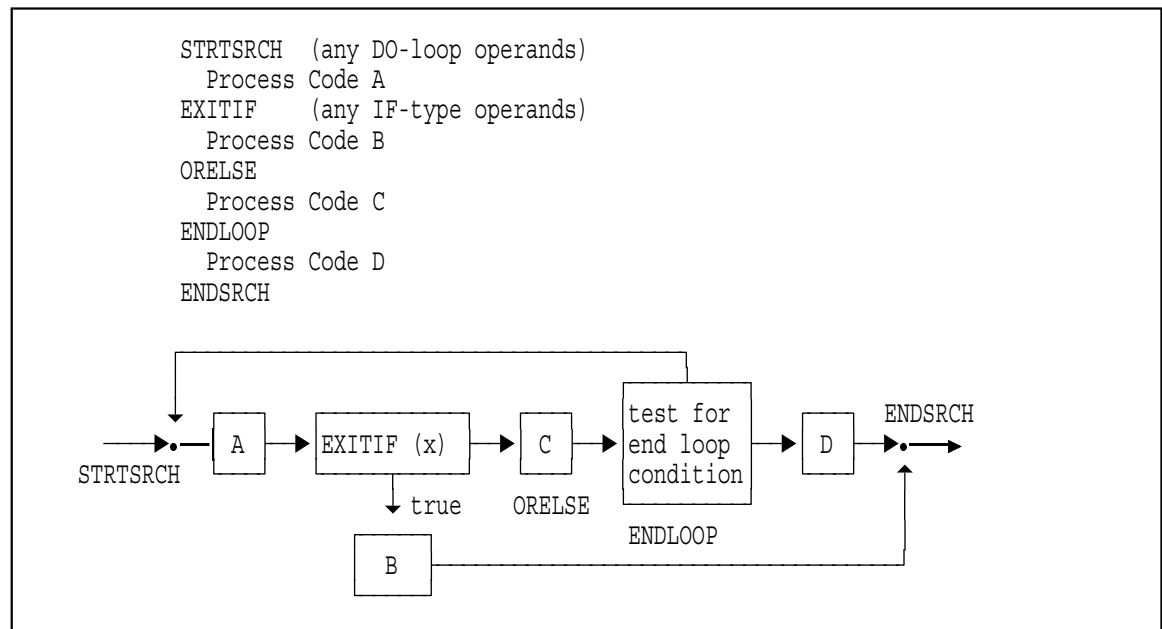 STRTSRCH (any DO-loop operands)
Process Code A
EXITIF (any IF-type operands)
Process Code B
ORELSE
Process Code C
ENDLOOP
Process Code D
ENDSRCH
STRTSRCH
A
EXITIF (x)
true
B
C
ORELSE
test for
end loop
condition
ENDLOOP
D
ENDSRCH